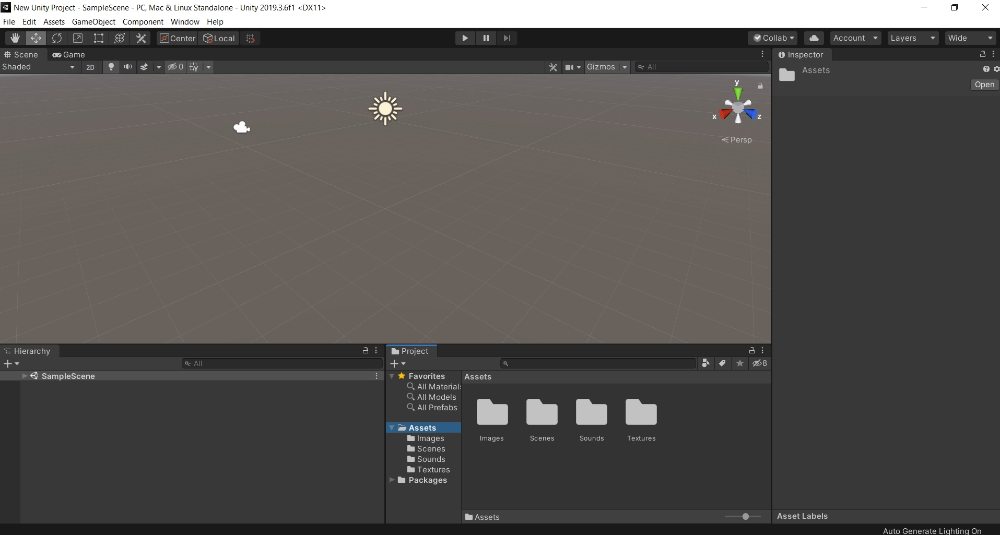 New Unity Project - SampleScene - PC, Mac & Linux Standalone - Unity 2019.3.6f1 <DX11>
File Edit Assets GameObject Component Window Help
Center Local Collab Account Layers Wide
Scene Game
Inspector
Shaded 2D 0 Gizmos All
Assets
Open
y
x z
Persp
Hierarchy
All
SampleScene
Project
8
Favorites
All Materials
All Models
All Prefabs
Assets
Images
Scenes
Sounds
Textures
Packages
Assets
Images Scenes Sounds Textures
Assets
Asset Labels
Auto Generate Lighting On